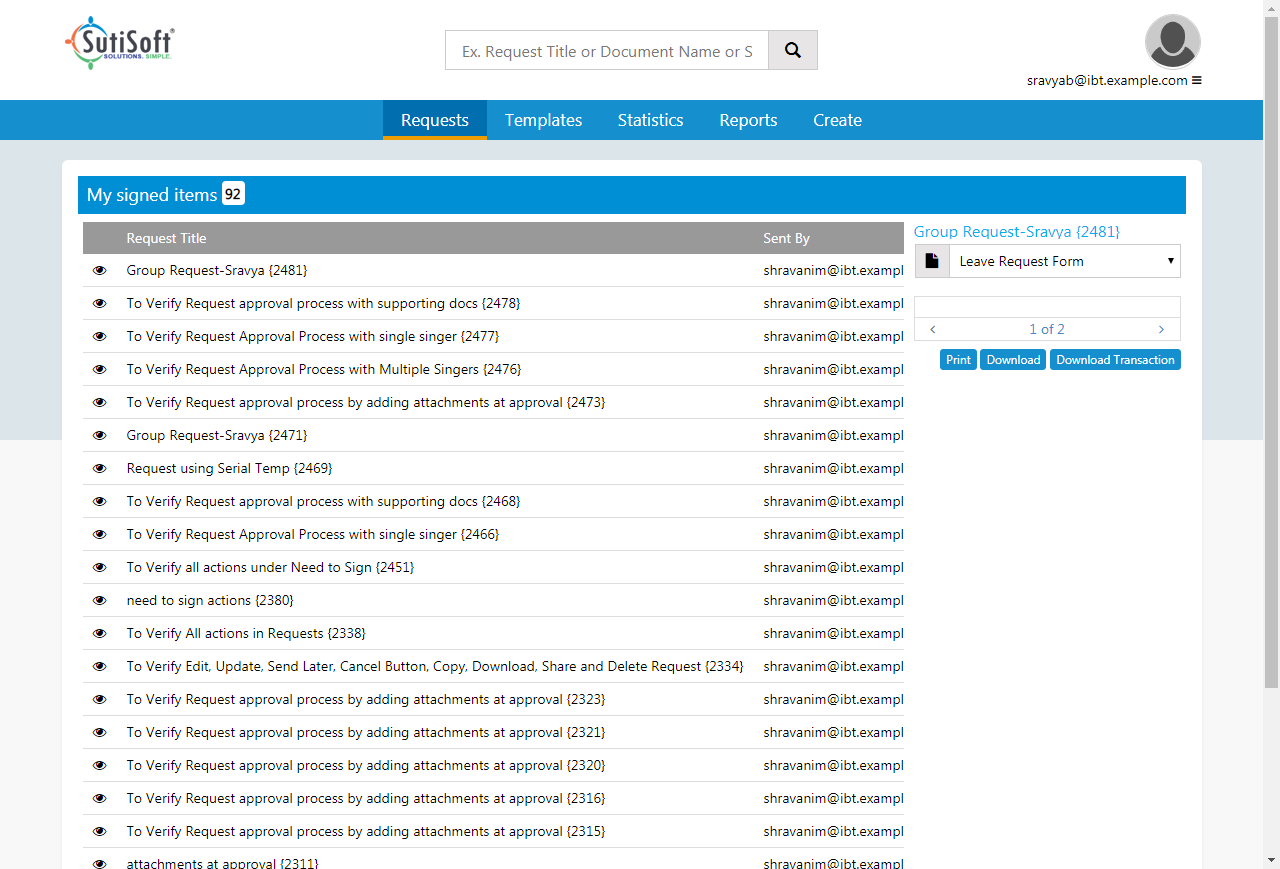 SutiSoft®
SOLUTIONS. SIMPLE.
Ex. Request Title or Document Name or S
sravyab@ibt.example.com
Requests Templates Statistics Reports Create
My signed items 92
Request Title Sent By
Group Request-Sravya {2481} shravanim@ibt.exampl
To Verify Request approval process with supporting docs {2478} shravanim@ibt.exampl
To Verify Request Approval Process with single singer {2477} shravanim@ibt.exampl
To Verify Request Approval Process with Multiple Singers {2476} shravanim@ibt.exampl
To Verify Request approval process by adding attachments at approval {2473} shravanim@ibt.exampl
Group Request-Sravya {2471} shravanim@ibt.exampl
Request using Serial Temp {2469} shravanim@ibt.exampl
To Verify Request approval process with supporting docs {2468} shravanim@ibt.exampl
To Verify Request Approval Process with single singer {2466} shravanim@ibt.exampl
To Verify all actions under Need to Sign {2451} shravanim@ibt.exampl
need to sign actions {2380} shravanim@ibt.exampl
To Verify All actions in Requests {2338} shravanim@ibt.exampl
To Verify Edit, Update, Send Later, Cancel Button, Copy, Download, Share and Delete Request {2334} shravanim@ibt.exampl
To Verify Request approval process by adding attachments at approval {2323} shravanim@ibt.exampl
To Verify Request approval process by adding attachments at approval {2321} shravanim@ibt.exampl
To Verify Request approval process by adding attachments at approval {2320} shravanim@ibt.exampl
To Verify Request approval process by adding attachments at approval {2316} shravanim@ibt.exampl
To Verify Request approval process by adding attachments at approval {2315} shravanim@ibt.exampl
attachments at approval {2311} shravanim@ibt.exampl
Group Request-Sravya {2481}
Leave Request Form
1 of 2
Print Download Download Transaction